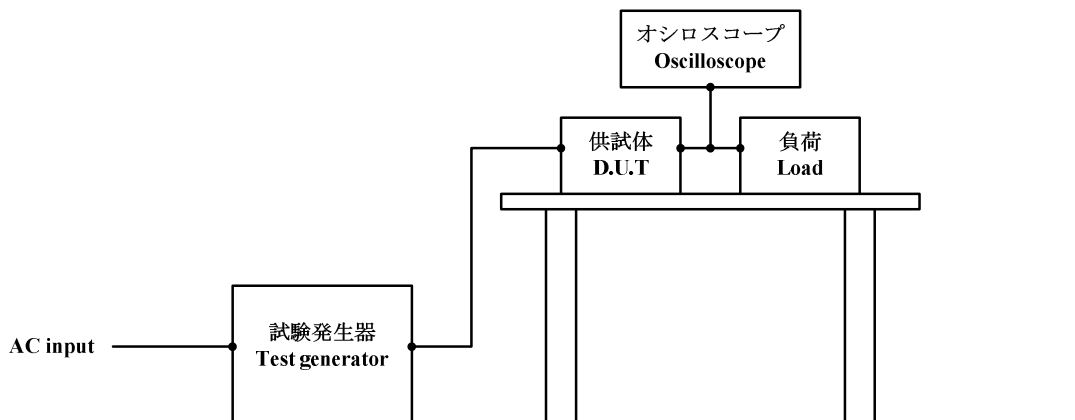 オシロスコープ
Oscilloscope
供試体
D.U.T
負荷
Load
試験発生器
Test generator
AC input